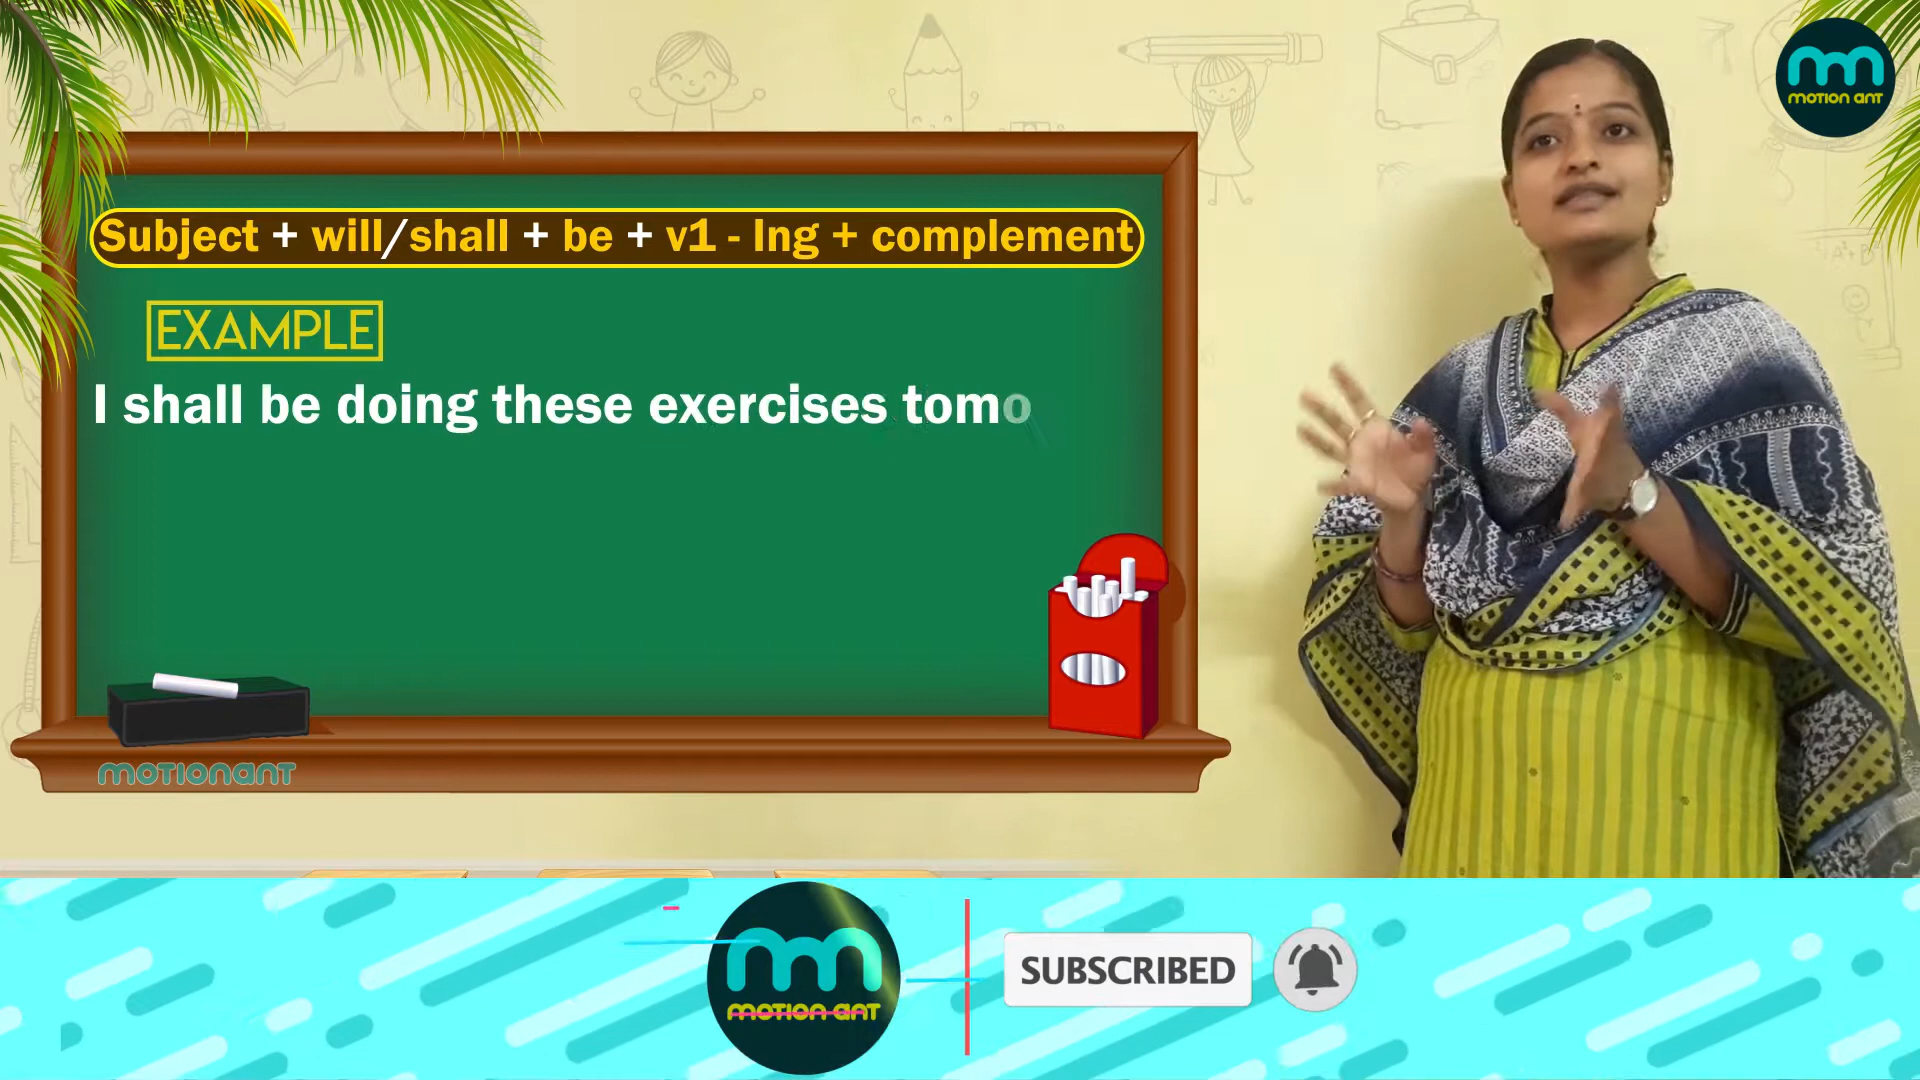 MOTION ANT
Subject + will/shall + be + v1 - Ing + complement
EXAMPLE
I shall be doing these exercises tomo
MOTIONANT
MOTION ANT
SUBSCRIBED